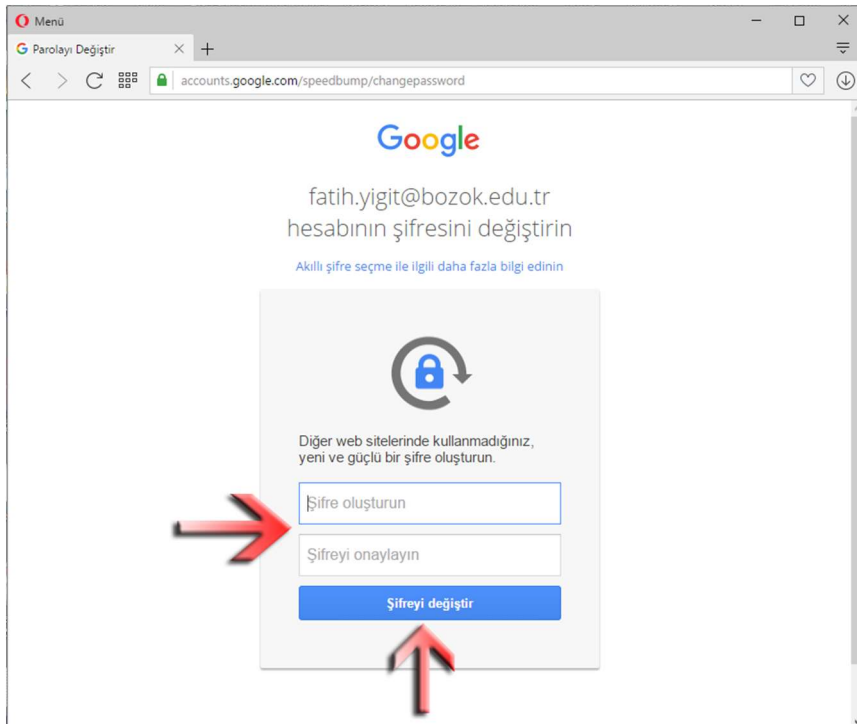 Menü
Parolayı Değiştir
accounts.google.com/speedbump/changepassword
Google
fatih.yigit@bozok.edu.tr
hesabının şifresini değiştirin
Akıllı şifre seçme ile ilgili daha fazla bilgi edinin
Diğer web sitelerinde kullanmadığınız,
yeni ve güçlü bir şifre oluşturun.
Şifre oluşturun
Şifreyi onaylayın
Şifreyi değiştir